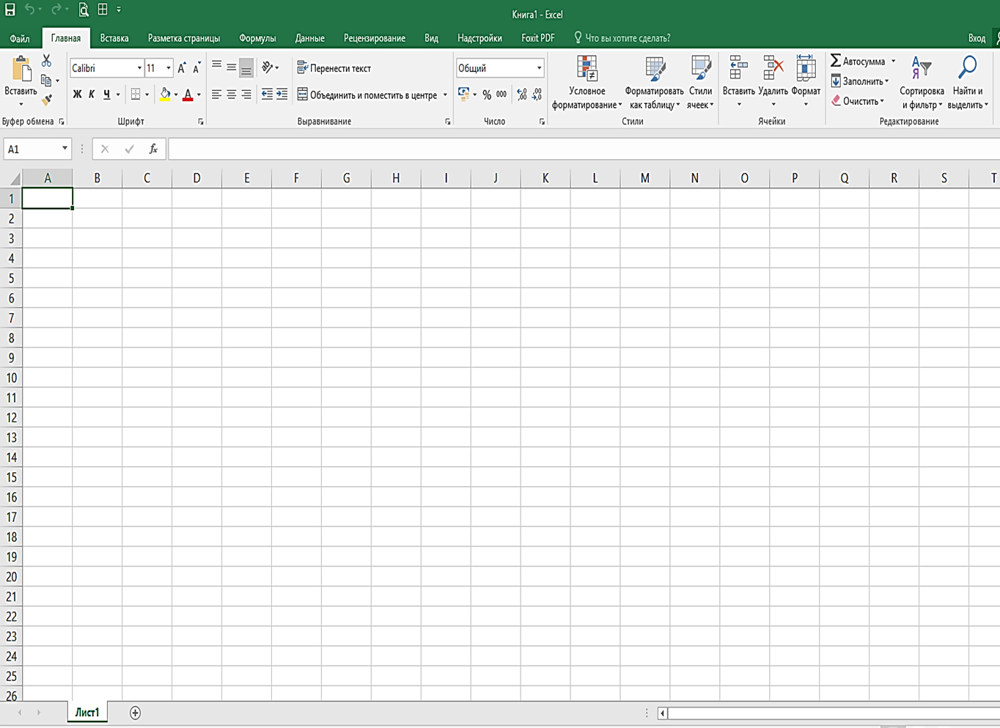 Книга1 - Excel
Файл Главная Вставка Разметка страницы Формулы Данные Рецензирование Вид Надстройки Foxit PDF Что вы хотите сделать? Вход
Вставить
Буфер обмена
Calibri 11
Ж К Ч А
Шрифт
Перенести текст
Объединить и поместить в центре
Выравнивание
Общий
% 000 ,00 ,00
Число
Условное форматирование
Форматировать как таблицу
Стили ячеек
Стили
Вставить Удалить Формат
Ячейки
Σ Автосумма
Заполнить
Очистить
Сортировка и фильтр
Найти и выделить
Редактирование
A1 fx
A B C D E F G H I J K L M N O P Q R S T
1
2
3
4
5
6
7
8
9
10
11
12
13
14
15
16
17
18
19
20
21
22
23
24
25
26
Лист1